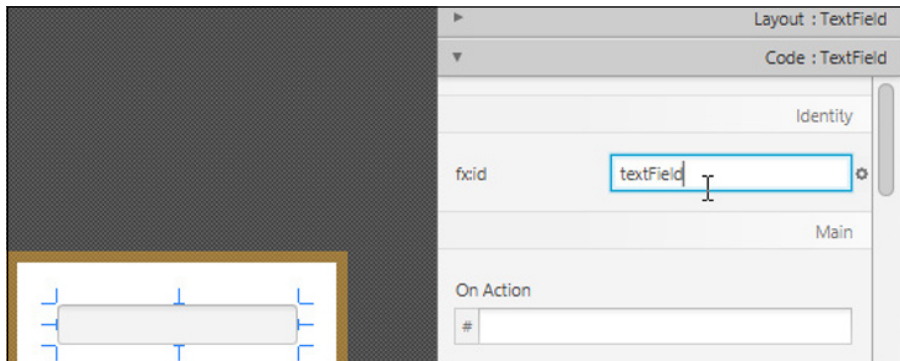 Layout : TextField
Code : TextField
Identity
fx:id
textField
Main
On Action
#